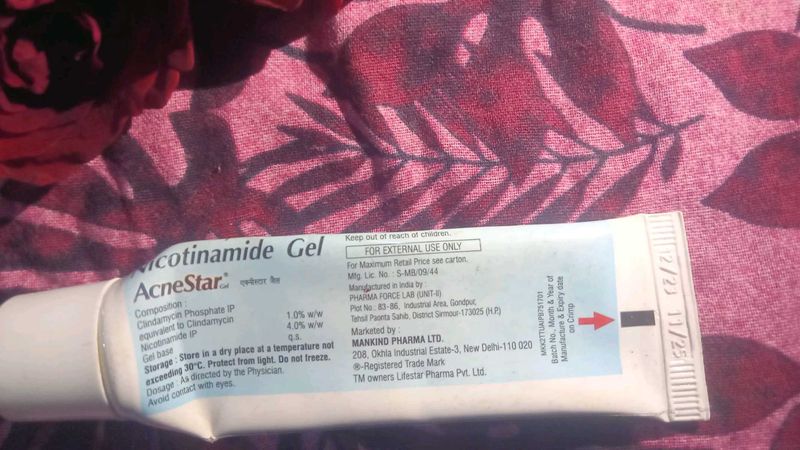 Nicotinamide Gel
AcneStar® Gel एक्नेस्टार जैल
Composition :
Clindamycin Phosphate IP
equivalent to Clindamycin 1.0% w/w
Nicotinamide IP 4.0% w/w
Gel base q.s.
Storage : Store in a dry place at a temperature not
exceeding 30°C. Protect from light. Do not freeze.
Dosage : As directed by the Physician.
Avoid contact with eyes.
Keep out of reach of children.
FOR EXTERNAL USE ONLY
For Maximum Retail Price see carton.
Mfg. Lic. No. : S-MB/09/44
Manufactured in India by :
PHARMA FORCE LAB (UNIT-II)
Plot No : 83-86, Industrial Area, Gondpur,
Tehsil Paonta Sahib, District Sirmour-173025 (H.P.)
Marketed by :
MANKIND PHARMA LTD.
208, Okhla Industrial Estate-3, New Delhi-110 020
®-Registered Trade Mark
TM owners Lifestar Pharma Pvt. Ltd.
Batch No., Month & Year of
Manufacture & Expiry date
on Crimp
11/25